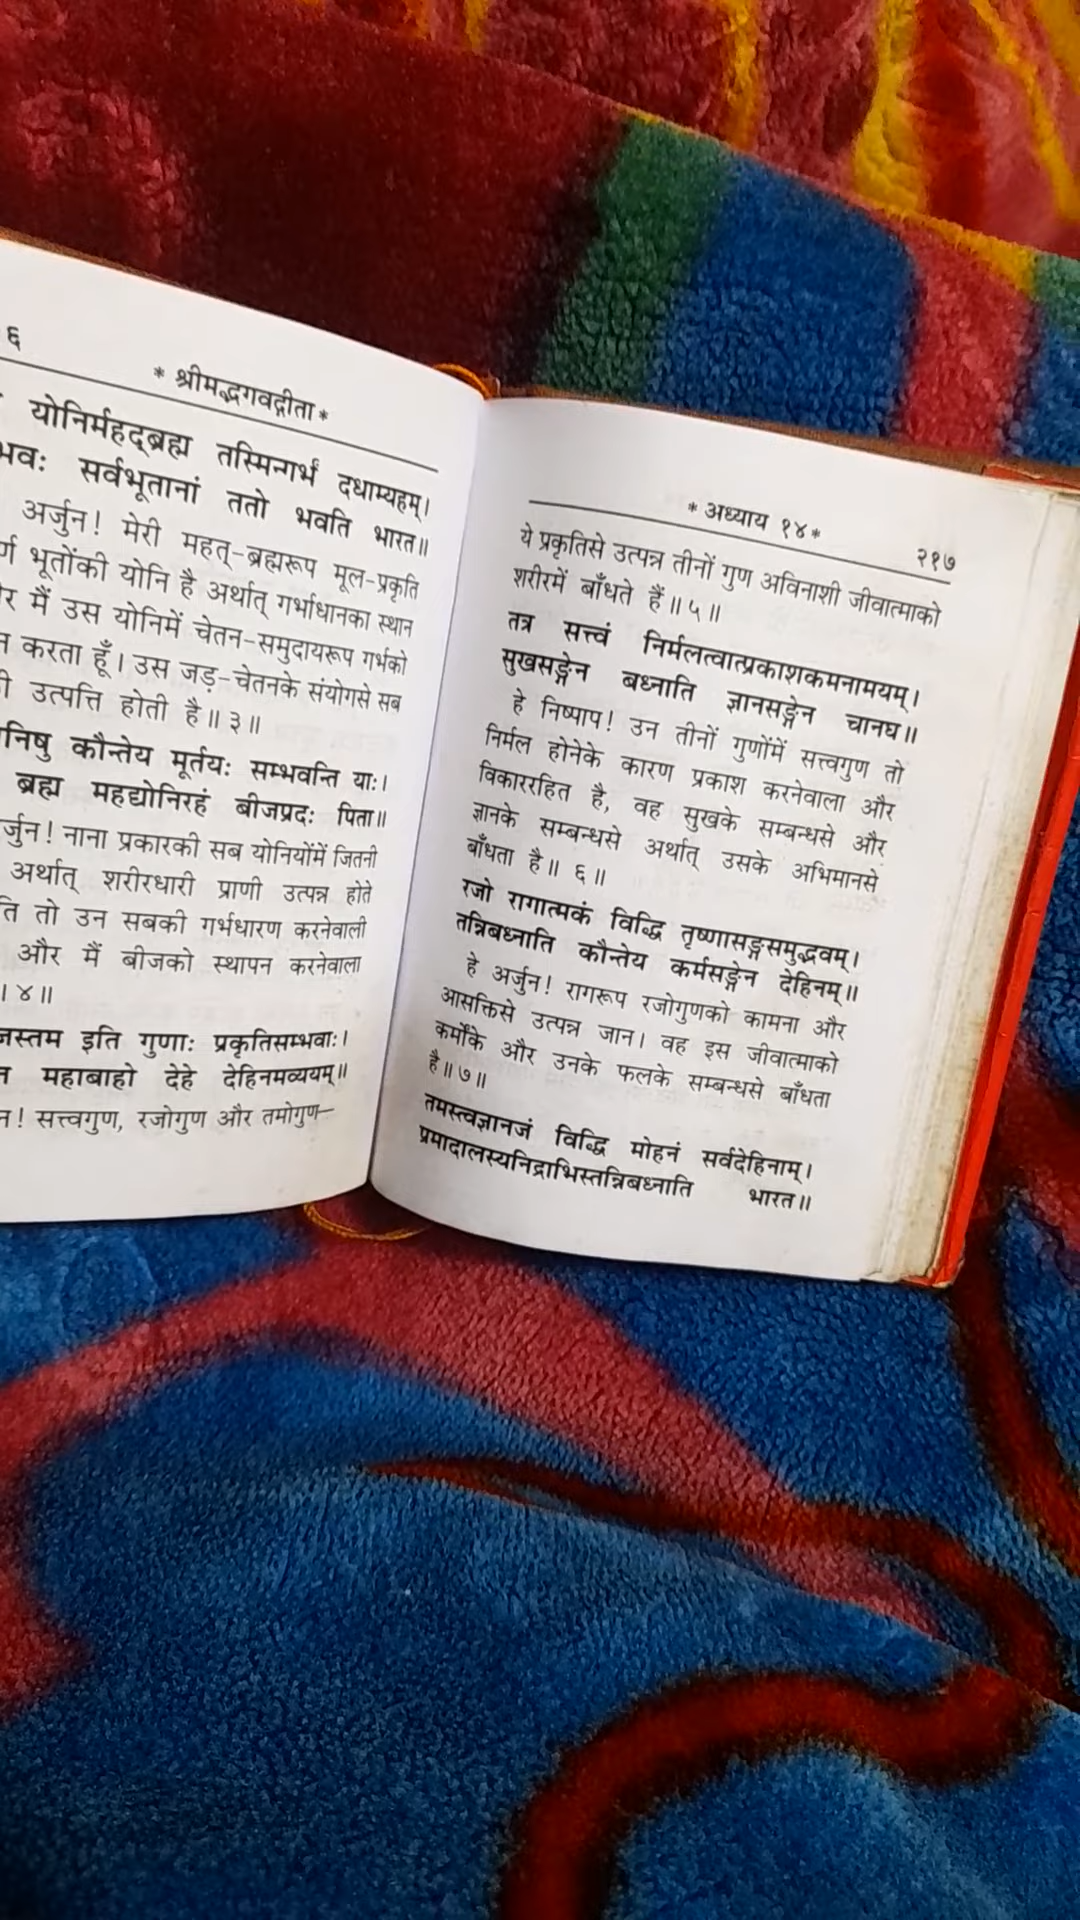 ६
* श्रीमद्भगवद्गीता *
योनिर्महद्ब्रह्म तस्मिन्गर्भं दधाम्यहम्।
भवः सर्वभूतानां ततो भवति भारत॥
अर्जुन! मेरी महत्-ब्रह्मरूप मूल-प्रकृति
र्ण भूतोंकी योनि है अर्थात् गर्भाधानका स्थान
र मैं उस योनिमें चेतन-समुदायरूप गर्भको
न करता हूँ। उस जड़-चेतनके संयोगसे सब
ी उत्पत्ति होती है॥३॥
निषु कौन्तेय मूर्तयः सम्भवन्ति याः।
ब्रह्म महद्योनिरहं बीजप्रदः पिता॥
र्जुन! नाना प्रकारकी सब योनियोंमें जितनी
अर्थात् शरीरधारी प्राणी उत्पन्न होते
ति तो उन सबकी गर्भधारण करनेवाली
और मैं बीजको स्थापन करनेवाला
।४॥
जस्तम इति गुणाः प्रकृतिसम्भवाः।
न महाबाहो देहे देहिनमव्ययम्॥
न! सत्त्वगुण, रजोगुण और तमोगुण—
* अध्याय १४ *
२१७
ये प्रकृतिसे उत्पन्न तीनों गुण अविनाशी जीवात्माको
शरीरमें बाँधते हैं॥५॥
तत्र सत्त्वं निर्मलत्वात्प्रकाशकमनामयम्।
सुखसङ्गेन बध्नाति ज्ञानसङ्गेन चानघ॥
हे निष्पाप! उन तीनों गुणोंमें सत्त्वगुण तो
निर्मल होनेके कारण प्रकाश करनेवाला और
विकाररहित है, वह सुखके सम्बन्धसे और
ज्ञानके सम्बन्धसे अर्थात् उसके अभिमानसे
बाँधता है॥ ६॥
रजो रागात्मकं विद्धि तृष्णासङ्गसमुद्भवम्।
तन्निबध्नाति कौन्तेय कर्मसङ्गेन देहिनम्॥
हे अर्जुन! रागरूप रजोगुणको कामना और
आसक्तिसे उत्पन्न जान। वह इस जीवात्माको
कर्मोंके और उनके फलके सम्बन्धसे बाँधता
है॥७॥
तमस्त्वज्ञानजं विद्धि मोहनं सर्वदेहिनाम्।
प्रमादालस्यनिद्राभिस्तन्निबध्नाति भारत॥